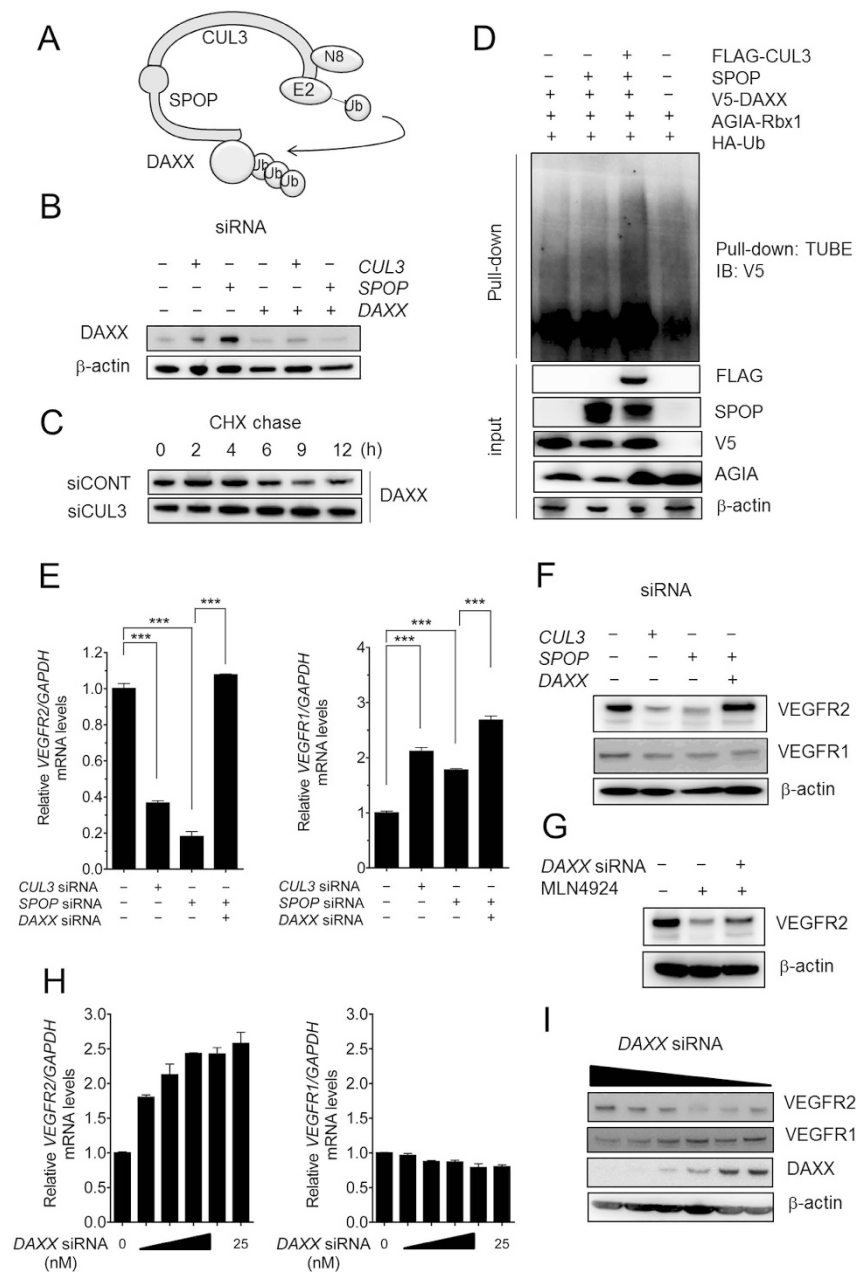 A
CUL3
N8
E2
Ub
SPOP
DAXX
Ub
Ub
Ub
B
siRNA
– + – – + – CUL3
– – + – – + SPOP
– – – + + + DAXX
DAXX
β-actin
C
CHX chase
0 2 4 6 9 12 (h)
siCONT
siCUL3
DAXX
D
– – + – FLAG-CUL3
– + + – SPOP
+ + + – V5-DAXX
+ + + + AGIA-Rbx1
+ + + + HA-Ub
Pull-down
Pull-down: TUBE
IB: V5
input
FLAG
SPOP
V5
AGIA
β-actin
E
***
***
***
Relative VEGFR2/GAPDH
mRNA levels
1.2
1.0
0.8
0.6
0.4
0.2
0.0
CUL3 siRNA – + – –
SPOP siRNA – – + +
DAXX siRNA – – – +
***
***
***
Relative VEGFR1/GAPDH
mRNA levels
4
3
2
1
0
CUL3 siRNA – + – –
SPOP siRNA – – + +
DAXX siRNA – – – +
F
siRNA
CUL3 – + – –
SPOP – – + +
DAXX – – – +
VEGFR2
VEGFR1
β-actin
G
DAXX siRNA – – +
MLN4924 – + +
VEGFR2
β-actin
H
Relative VEGFR2/GAPDH
mRNA levels
3.0
2.5
2.0
1.5
1.0
0.5
0.0
DAXX siRNA 0 25
(nM)
Relative VEGFR1/GAPDH
mRNA levels
3.0
2.5
2.0
1.5
1.0
0.5
0.0
DAXX siRNA 0 25
(nM)
I
DAXX siRNA
VEGFR2
VEGFR1
DAXX
β-actin